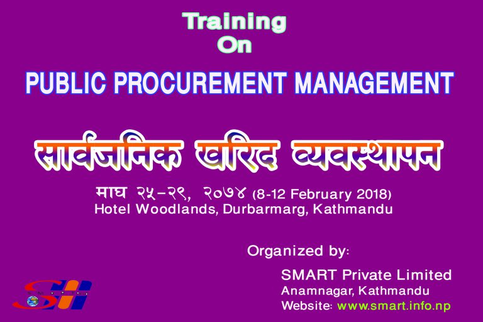 Training
On
PUBLIC PROCUREMENT MANAGEMENT
सार्वजनिक खरिद व्यवस्थापन
माघ २५-२९, २०७४ (8-12 February 2018)
Hotel Woodlands, Durbarmarg, Kathmandu
Organized by:
SMART Private Limited
Anamnagar, Kathmandu
Website: www.smart.info.np